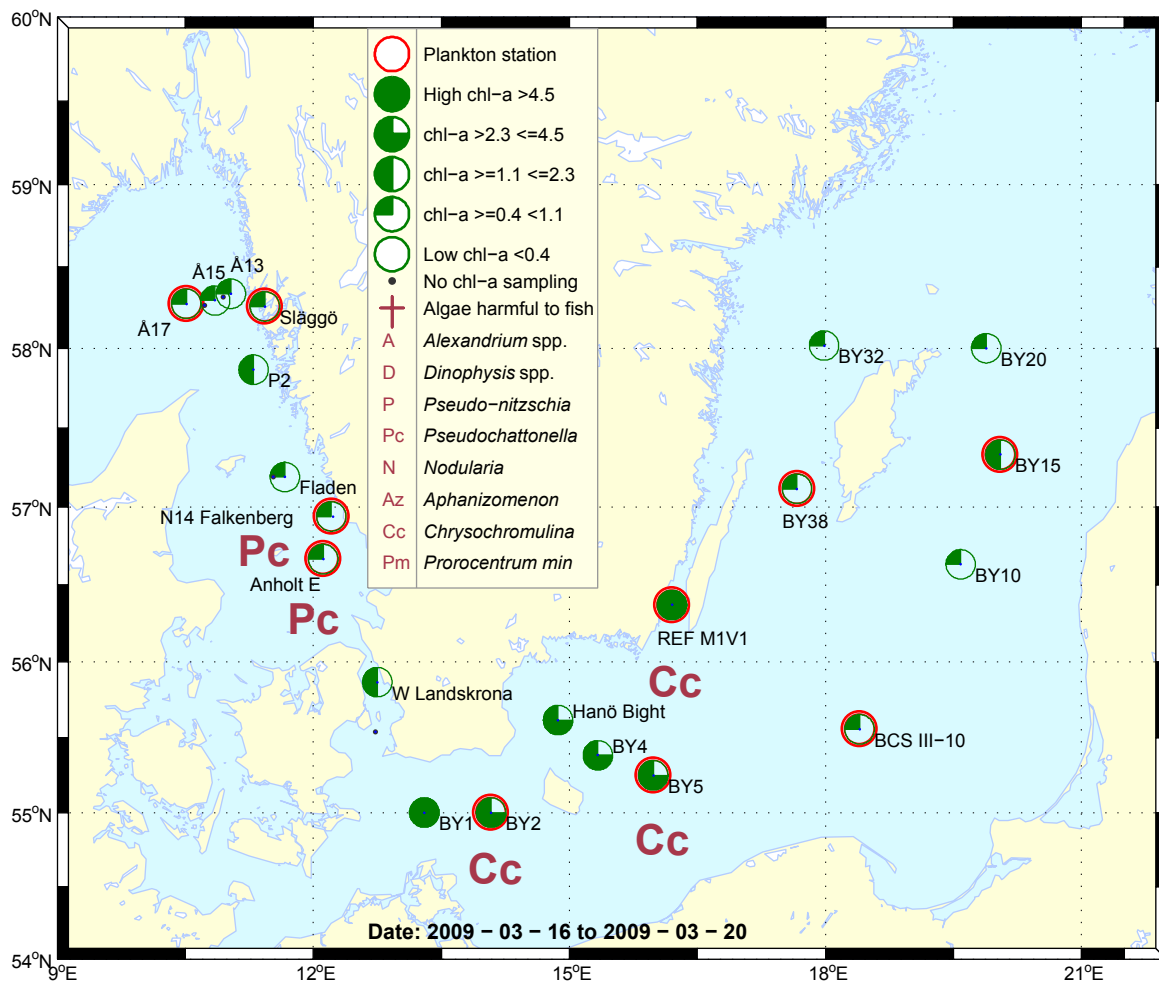 60°N
59°N
58°N
57°N
56°N
55°N
54°N
9°E
12°E
15°E
18°E
21°E
Plankton station
High chl−a >4.5
chl−a >2.3 <=4.5
chl−a >=1.1 <=2.3
chl−a >=0.4 <1.1
Low chl−a <0.4
No chl−a sampling
Algae harmful to fish
A Alexandrium spp.
D Dinophysis spp.
P Pseudo−nitzschia
Pc Pseudochattonella
N Nodularia
Az Aphanizomenon
Cc Chrysochromulina
Pm Prorocentrum min
Å15
Å13
Å17
Släggö
P2
Fladen
N14 Falkenberg
Pc
Anholt E
Pc
W Landskrona
BY32
BY20
BY15
BY38
BY10
REF M1V1
Cc
Hanö Bight
BY4
BY5
Cc
BCS III−10
BY1
BY2
Cc
Date: 2009 − 03 − 16 to 2009 − 03 − 20